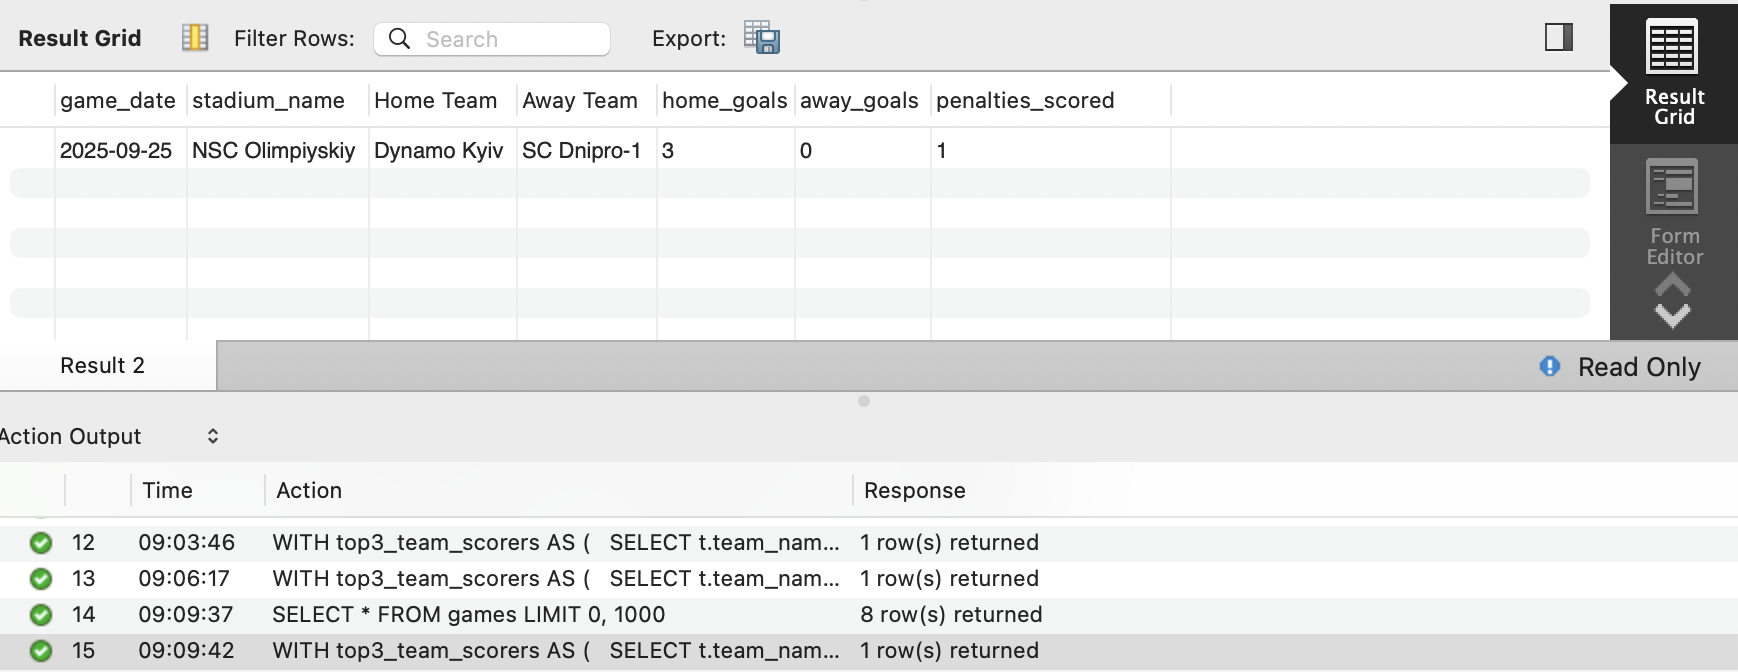 Result Grid Filter Rows: Search Export:
Result
Grid
game_date stadium_name Home Team Away Team home_goals away_goals penalties_scored
2025-09-25 NSC Olimpiyskiy Dynamo Kyiv SC Dnipro-1 3 0 1
Form
Editor
Result 2 Read Only
Action Output
Time Action Response
12 09:03:46 WITH top3_team_scorers AS ( SELECT t.team_nam... 1 row(s) returned
13 09:06:17 WITH top3_team_scorers AS ( SELECT t.team_nam... 1 row(s) returned
14 09:09:37 SELECT * FROM games LIMIT 0, 1000 8 row(s) returned
15 09:09:42 WITH top3_team_scorers AS ( SELECT t.team_nam... 1 row(s) returned